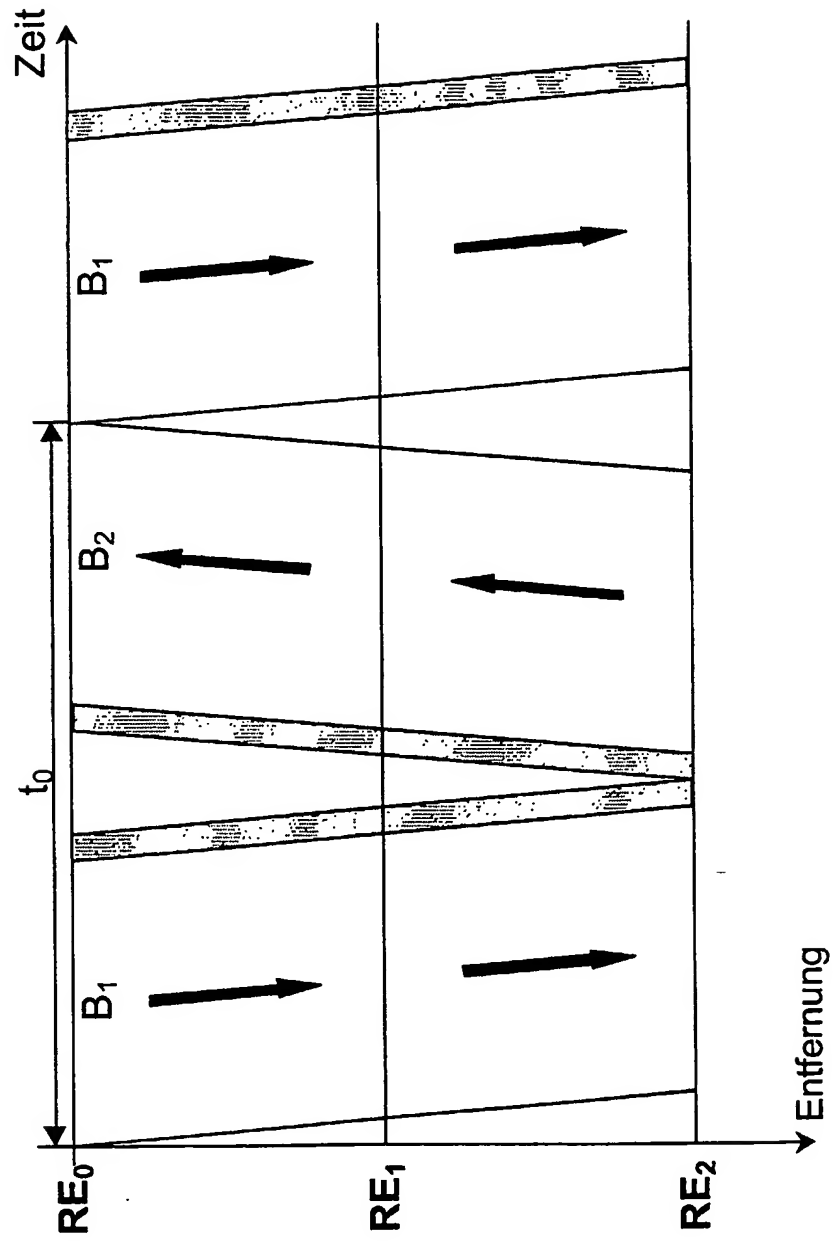 Zeit
t₀
B₁
B₂
B₁
RE₀
RE₁
RE₂
Entfernung